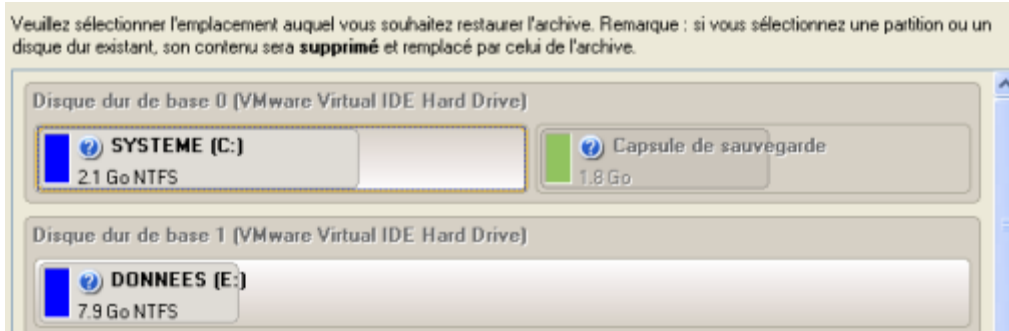 Veuillez sélectionner l'emplacement auquel vous souhaitez restaurer l'archive. Remarque : si vous sélectionnez une partition ou un
disque dur existant, son contenu sera supprimé et remplacé par celui de l'archive.
Disque dur de base 0 (VMware Virtual IDE Hard Drive)
SYSTEME (C:)
2.1 Go NTFS
Capsule de sauvegarde
1.8 Go
Disque dur de base 1 (VMware Virtual IDE Hard Drive)
DONNEES (E:)
7.9 Go NTFS